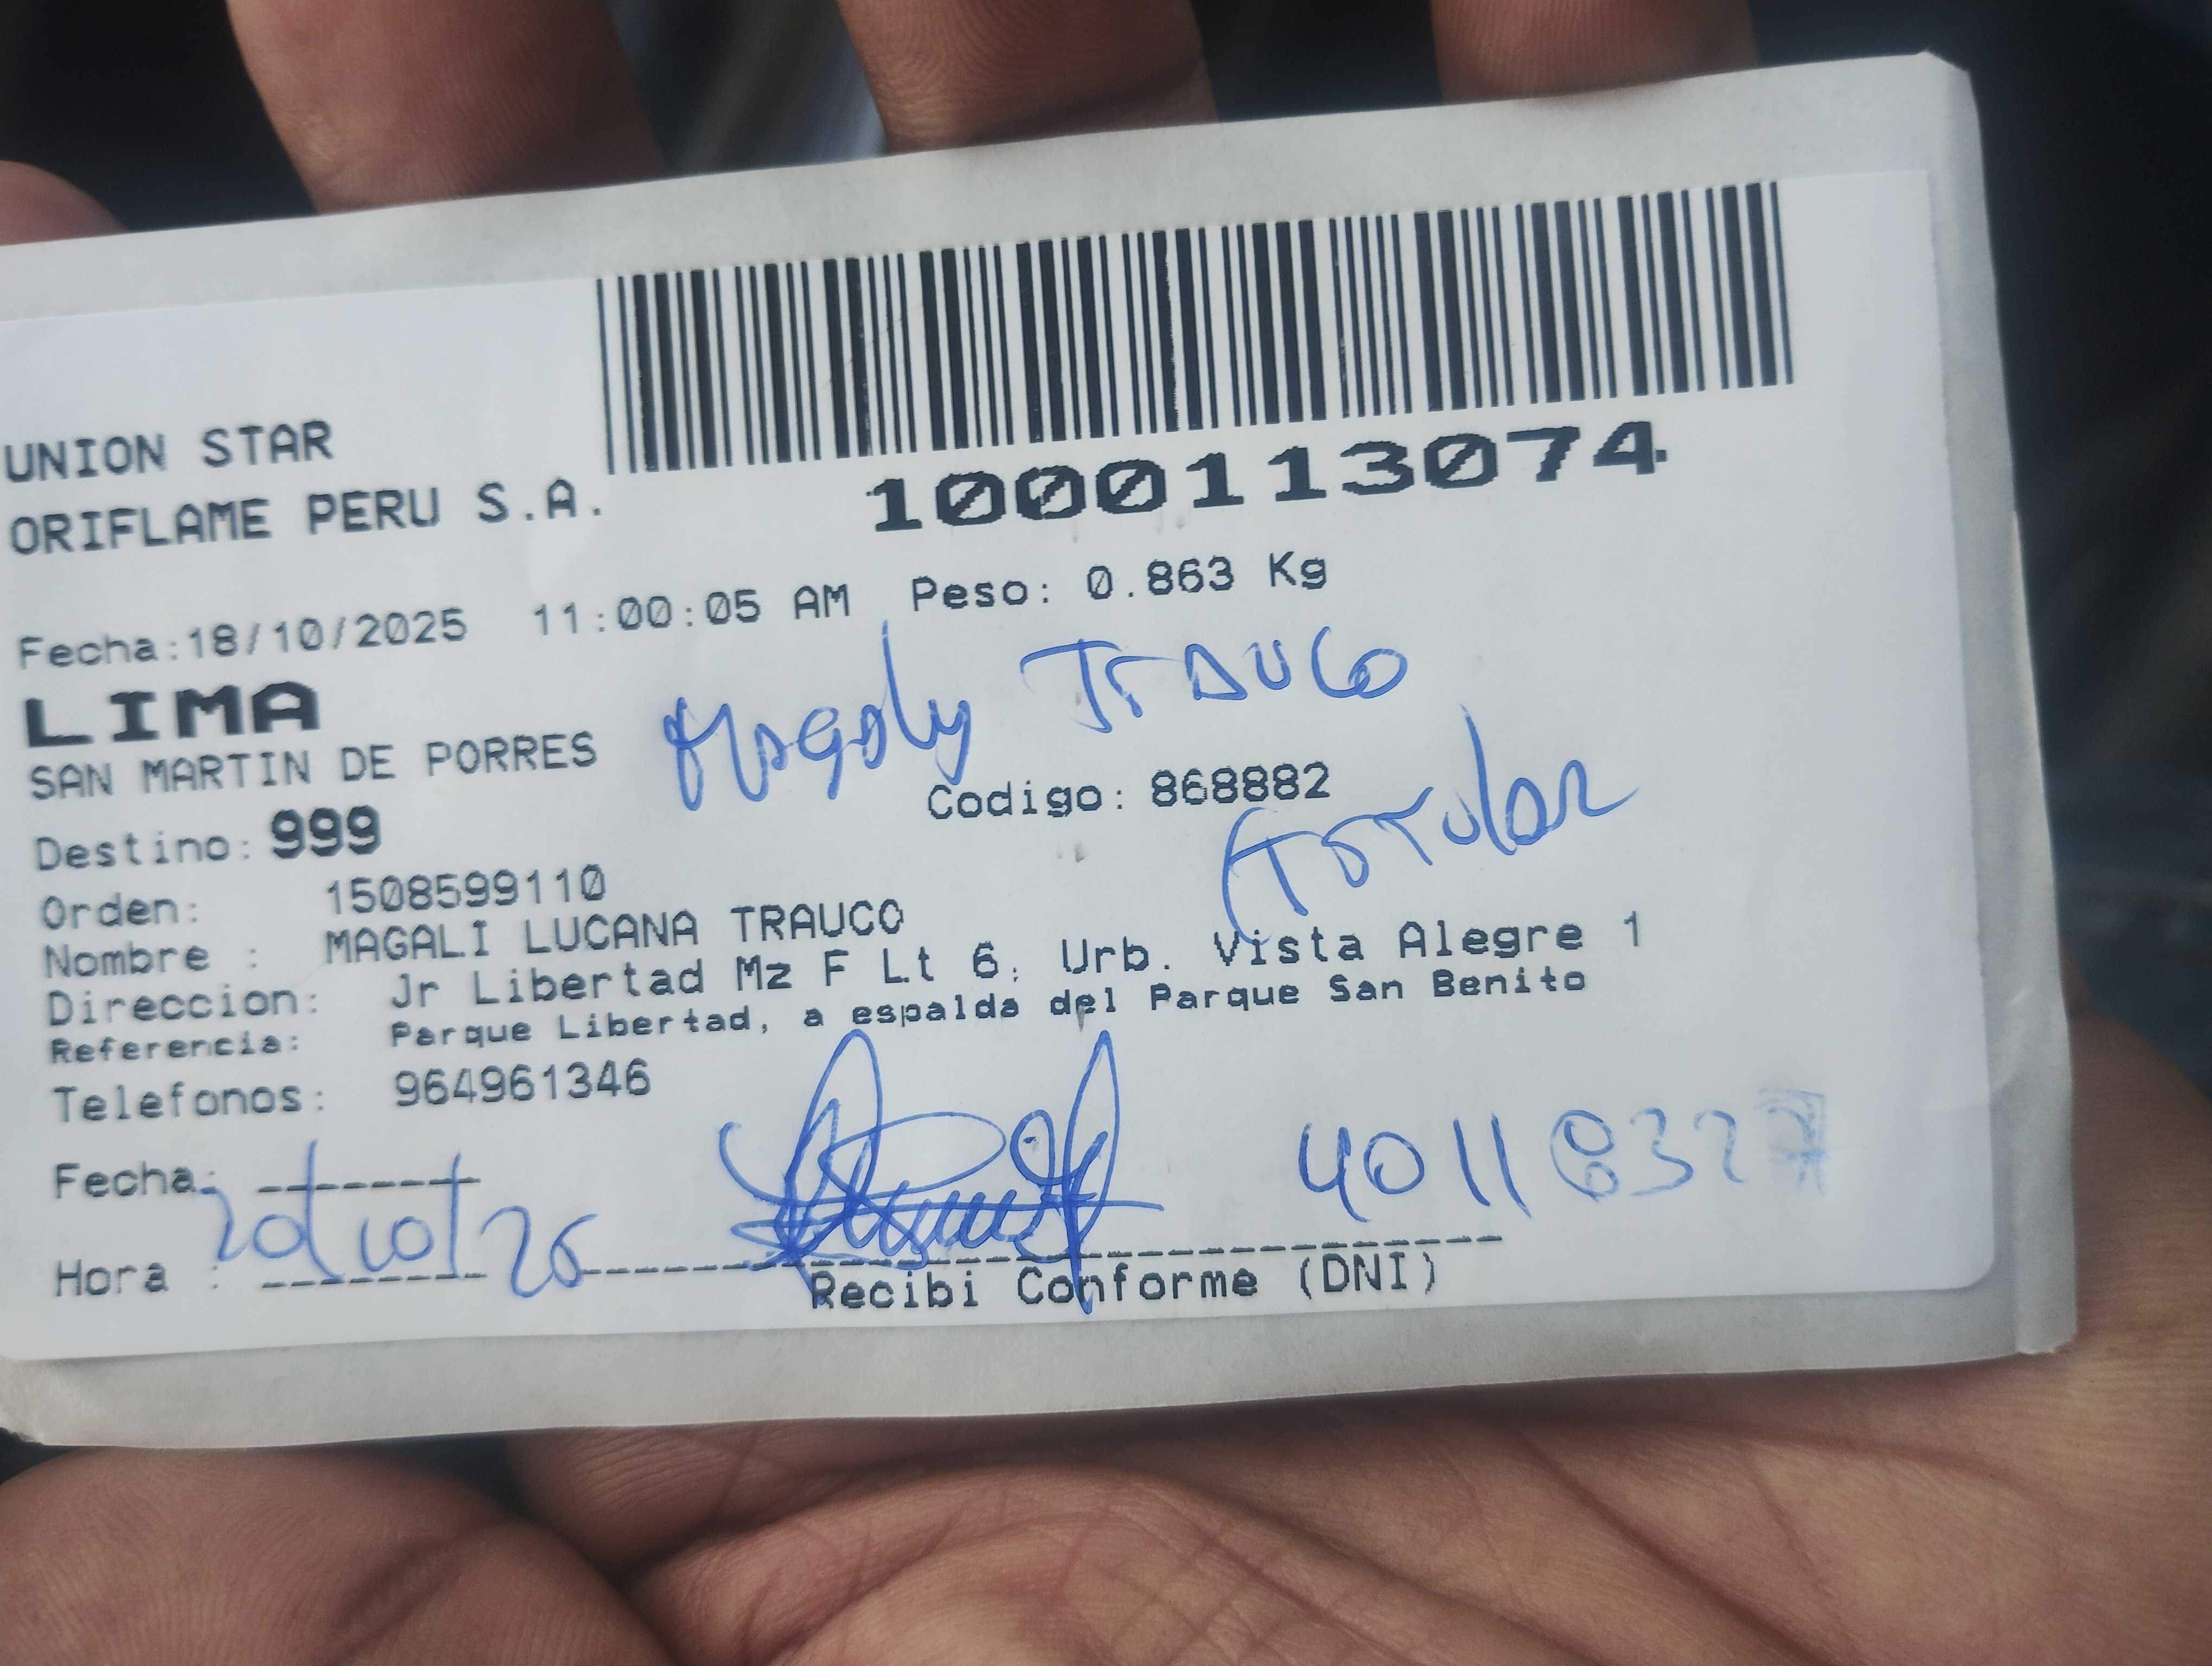 UNION STAR
ORIFLAME PERU S.A.
1000113074
Fecha:18/10/2025 11:00:05 AM Peso: 0.863 Kg
LIMA
Magaly Trauco
SAN MARTIN DE PORRES
Codigo: 868882
Destino: 999
(Titular
Orden: 1508599110
Nombre : MAGALI LUCANA TRAUCO
Direccion: Jr Libertad Mz F Lt 6, Urb. Vista Alegre 1
Referencia: Parque Libertad, a espalda del Parque San Benito
Telefonos: 964961346
Fecha:
20/10/25
Hora :
Recibi Conforme (DNI)